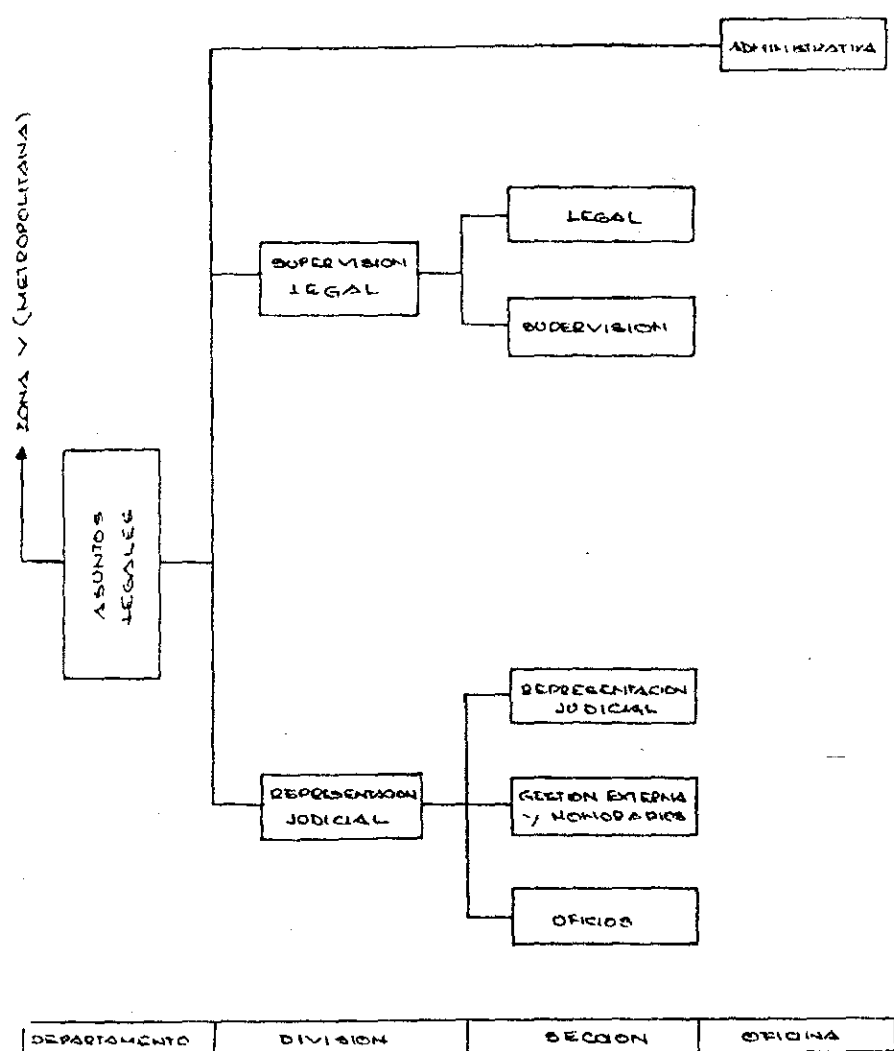 ADMINISTRATIVA
ZONA V (METROPOLITANA)
LEGAL
SUPERVISION
LEGAL
SUPERVISION
ASUNTOS
LEGALES
REPRESENTACION
JUDICIAL
REPRESENTACION
JUDICIAL
GESTION EXTERNA
Y HONORARIOS
OFICIOS
DEPARTAMENTO DIVISION SECCION OFICINA